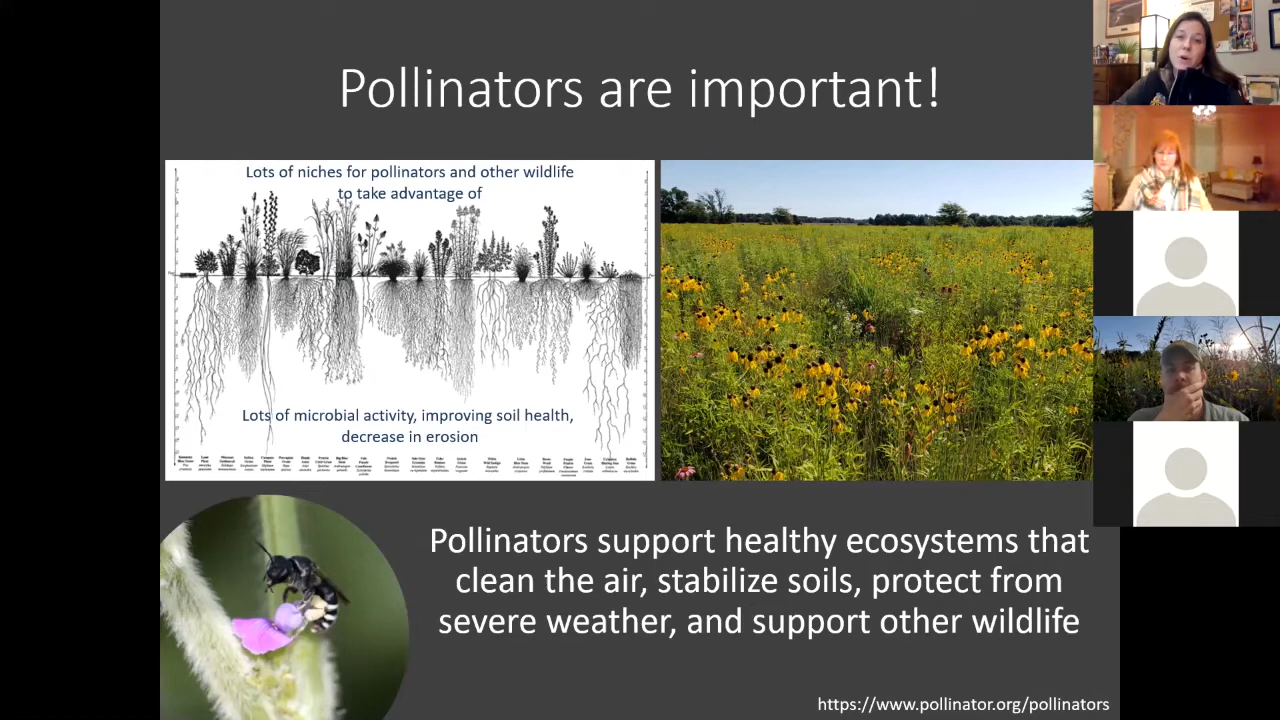 Pollinators are important!
Lots of niches for pollinators and other wildlife
to take advantage of
Lots of microbial activity, improving soil health,
decrease in erosion
Pollinators support healthy ecosystems that
clean the air, stabilize soils, protect from
severe weather, and support other wildlife
https://www.pollinator.org/pollinators